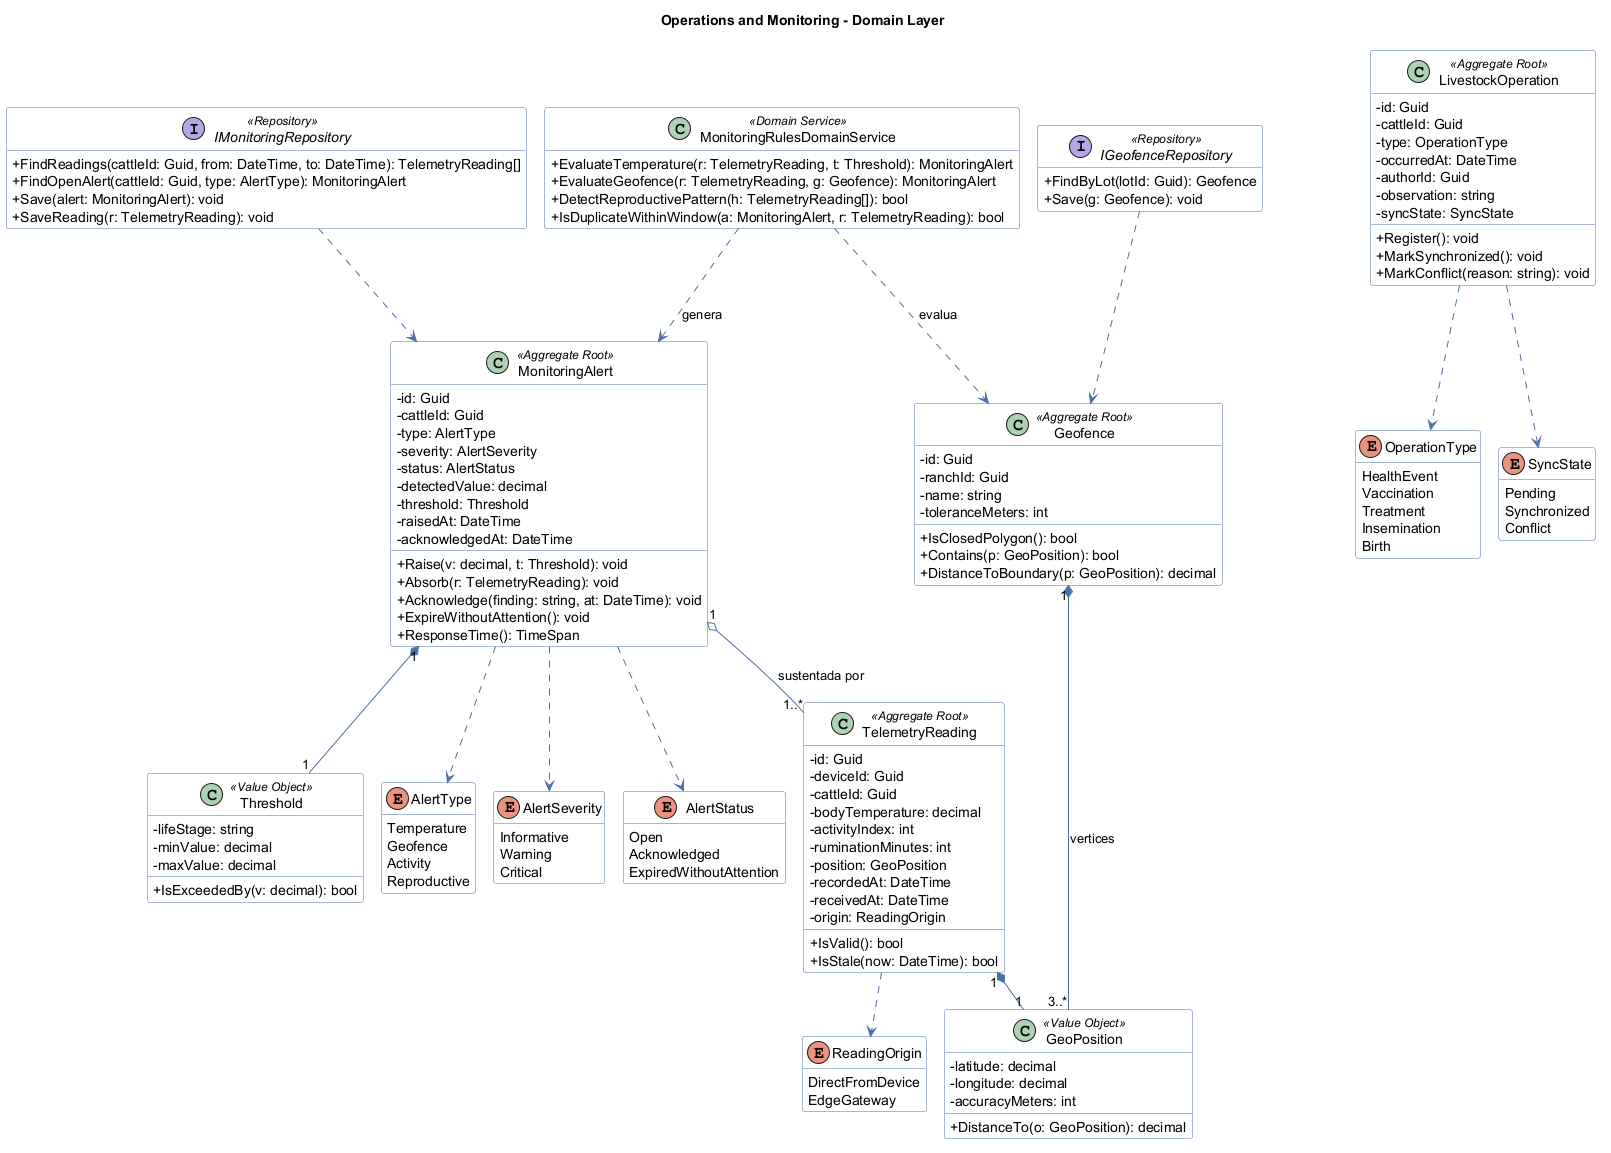 Operations and Monitoring - Domain Layer
«Repository»
IMonitoringRepository
+FindReadings(cattleId: Guid, from: DateTime, to: DateTime): TelemetryReading[]
+FindOpenAlert(cattleId: Guid, type: AlertType): MonitoringAlert
+Save(alert: MonitoringAlert): void
+SaveReading(r: TelemetryReading): void
«Domain Service»
MonitoringRulesDomainService
+EvaluateTemperature(r: TelemetryReading, t: Threshold): MonitoringAlert
+EvaluateGeofence(r: TelemetryReading, g: Geofence): MonitoringAlert
+DetectReproductivePattern(h: TelemetryReading[]): bool
+IsDuplicateWithinWindow(a: MonitoringAlert, r: TelemetryReading): bool
«Repository»
IGeofenceRepository
+FindByLot(lotId: Guid): Geofence
+Save(g: Geofence): void
«Aggregate Root»
LivestockOperation
-id: Guid
-cattleId: Guid
-type: OperationType
-occurredAt: DateTime
-authorId: Guid
-observation: string
-syncState: SyncState
+Register(): void
+MarkSynchronized(): void
+MarkConflict(reason: string): void
genera
evalua
«Aggregate Root»
MonitoringAlert
-id: Guid
-cattleId: Guid
-type: AlertType
-severity: AlertSeverity
-status: AlertStatus
-detectedValue: decimal
-threshold: Threshold
-raisedAt: DateTime
-acknowledgedAt: DateTime
+Raise(v: decimal, t: Threshold): void
+Absorb(r: TelemetryReading): void
+Acknowledge(finding: string, at: DateTime): void
+ExpireWithoutAttention(): void
+ResponseTime(): TimeSpan
«Aggregate Root»
Geofence
-id: Guid
-ranchId: Guid
-name: string
-toleranceMeters: int
+IsClosedPolygon(): bool
+Contains(p: GeoPosition): bool
+DistanceToBoundary(p: GeoPosition): decimal
E OperationType
HealthEvent
Vaccination
Treatment
Insemination
Birth
E SyncState
Pending
Synchronized
Conflict
1
1
1
sustentada por
1..*
1
«Value Object»
Threshold
-lifeStage: string
-minValue: decimal
-maxValue: decimal
+IsExceededBy(v: decimal): bool
E AlertType
Temperature
Geofence
Activity
Reproductive
E AlertSeverity
Informative
Warning
Critical
E AlertStatus
Open
Acknowledged
ExpiredWithoutAttention
«Aggregate Root»
TelemetryReading
-id: Guid
-deviceId: Guid
-cattleId: Guid
-bodyTemperature: decimal
-activityIndex: int
-ruminationMinutes: int
-position: GeoPosition
-recordedAt: DateTime
-receivedAt: DateTime
-origin: ReadingOrigin
+IsValid(): bool
+IsStale(now: DateTime): bool
vertices
1
1
3..*
E ReadingOrigin
DirectFromDevice
EdgeGateway
«Value Object»
GeoPosition
-latitude: decimal
-longitude: decimal
-accuracyMeters: int
+DistanceTo(o: GeoPosition): decimal